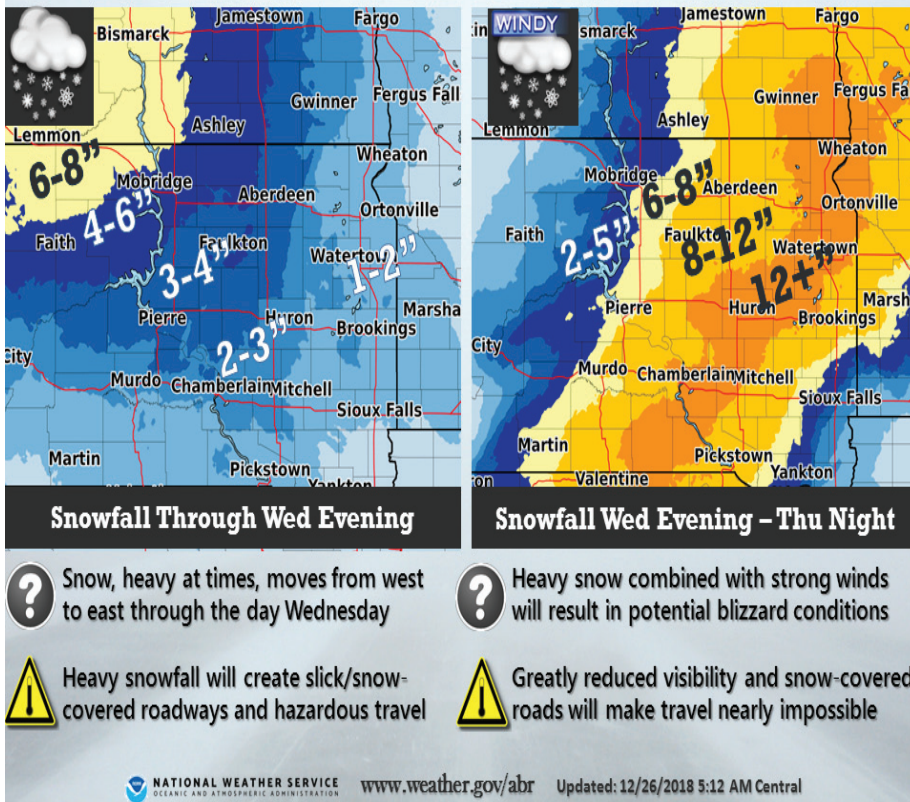 Jamestown
Fargo
Bismarck
Gwinner
Fergus Fall
Ashley
Lemmon
Wheaton
6-8”
Mobridge
Aberdeen
4-6”
Ortonville
Faith
Faulkton
Watertown
1-2”
3-4”
Marsha
Pierre
Huron
Brookings
2-3”
City
Murdo
Chamberlain
Mitchell
Sioux Falls
Martin
Pickstown
Yankton
Snowfall Through Wed Evening
WINDY
Jamestown
Fargo
smarck
Gwinner
Fergus Fa
Ashley
Lemmon
Wheaton
Mobridge
6-8”
Aberdeen
Ortonville
Faith
2-5”
Faulkton
8-12”
Watertown
12+”
Marsh
Pierre
Huron
Brookings
City
Murdo
Chamberlain
Mitchell
Sioux Falls
Martin
Pickstown
Yankton
Valentine
ron
Snowfall Wed Evening – Thu Night
? Snow, heavy at times, moves from west
to east through the day Wednesday
Heavy snowfall will create slick/snow-
covered roadways and hazardous travel
? Heavy snow combined with strong winds
will result in potential blizzard conditions
Greatly reduced visibility and snow-covered
roads will make travel nearly impossible
NATIONAL WEATHER SERVICE
OCEANIC AND ATMOSPHERIC ADMINISTRATION
www.weather.gov/abr
Updated: 12/26/2018 5:12 AM Central